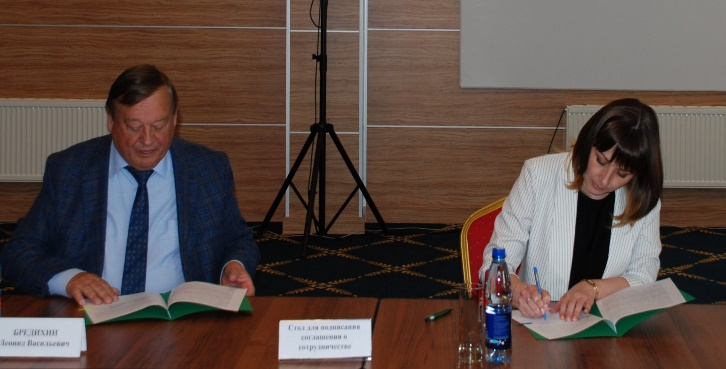 БРЕДИХИН
Леонид Васильевич
Стол для подписания
соглашения о
сотрудничестве